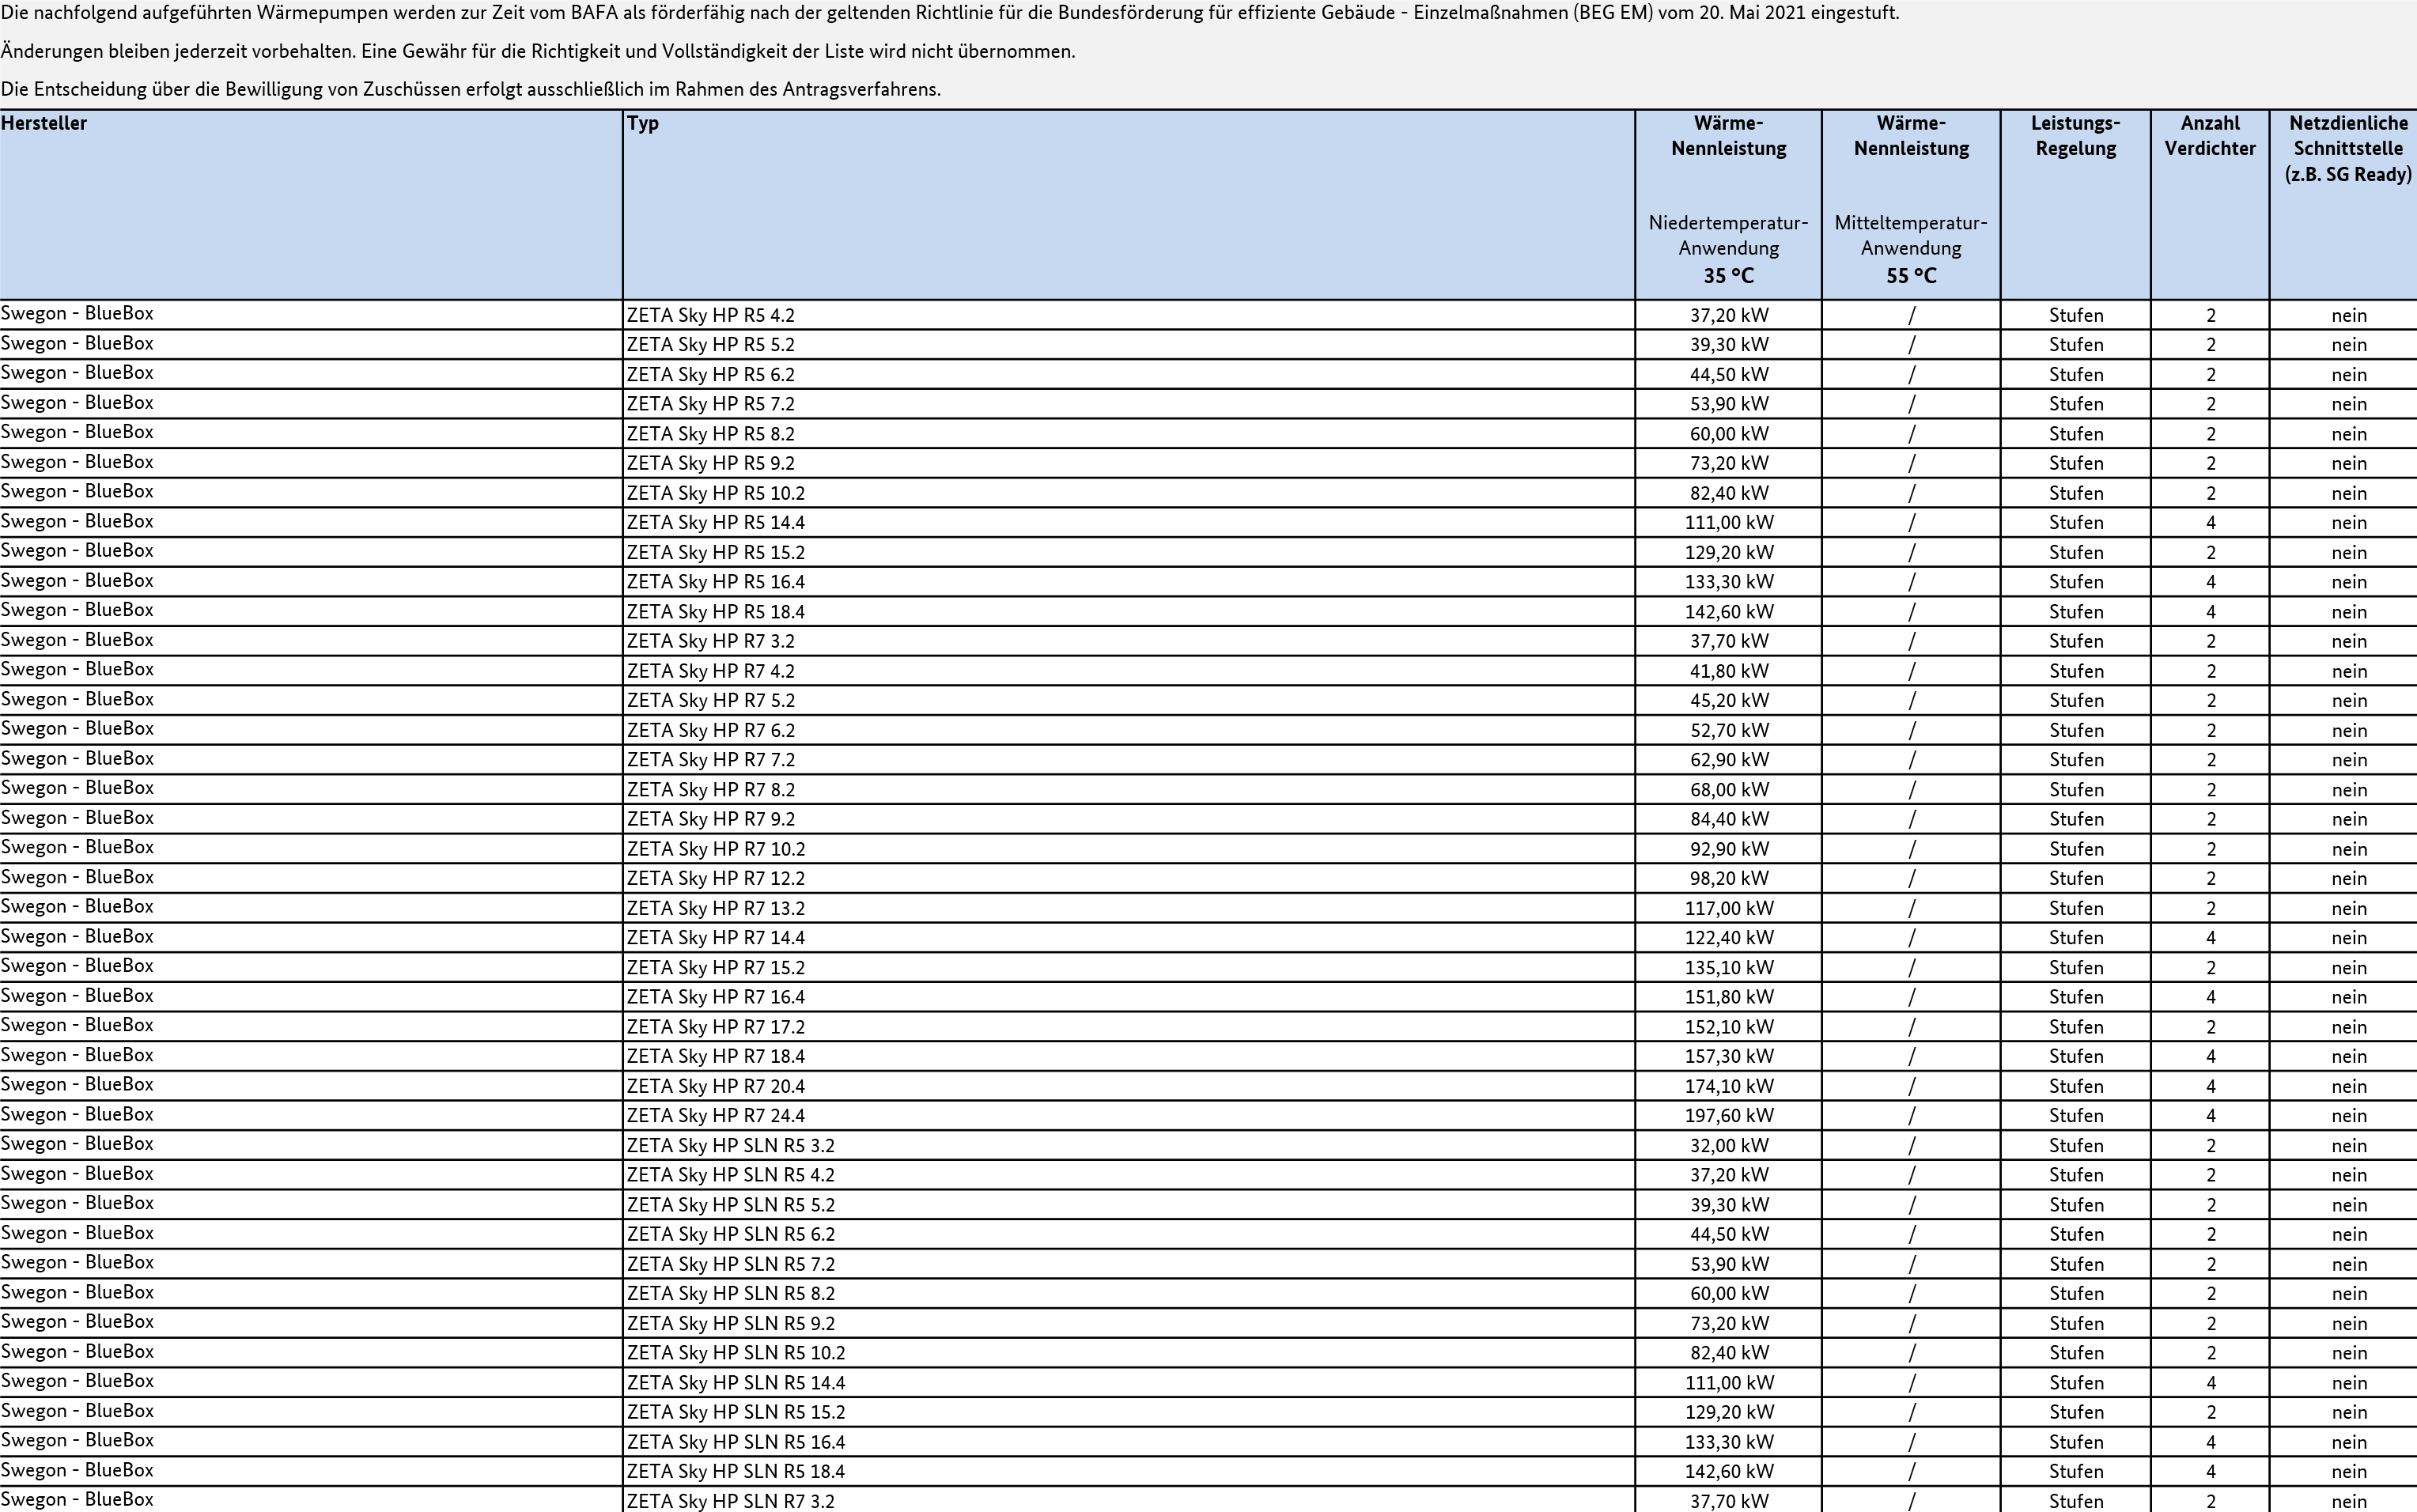 Die nachfolgend aufgeführten Wärmepumpen werden zur Zeit vom BAFA als förderfähig nach der geltenden Richtlinie für die Bundesförderung für effiziente Gebäude - Einzelmaßnahmen (BEG EM) vom 20. Mai 2021 eingestuft.
Änderungen bleiben jederzeit vorbehalten. Eine Gewähr für die Richtigkeit und Vollständigkeit der Liste wird nicht übernommen.
Die Entscheidung über die Bewilligung von Zuschüssen erfolgt ausschließlich im Rahmen des Antragsverfahrens.
Hersteller Typ Wärme- Wärme- Leistungs- Anzahl Netzdienliche
Nennleistung Nennleistung Regelung Verdichter Schnittstelle
(z.B. SG Ready)
Niedertemperatur- Mitteltemperatur-
Anwendung Anwendung
35 °C 55 °C
Swegon - BlueBox ZETA Sky HP R5 4.2 37,20 kW / Stufen 2 nein
Swegon - BlueBox ZETA Sky HP R5 5.2 39,30 kW / Stufen 2 nein
Swegon - BlueBox ZETA Sky HP R5 6.2 44,50 kW / Stufen 2 nein
Swegon - BlueBox ZETA Sky HP R5 7.2 53,90 kW / Stufen 2 nein
Swegon - BlueBox ZETA Sky HP R5 8.2 60,00 kW / Stufen 2 nein
Swegon - BlueBox ZETA Sky HP R5 9.2 73,20 kW / Stufen 2 nein
Swegon - BlueBox ZETA Sky HP R5 10.2 82,40 kW / Stufen 2 nein
Swegon - BlueBox ZETA Sky HP R5 14.4 111,00 kW / Stufen 4 nein
Swegon - BlueBox ZETA Sky HP R5 15.2 129,20 kW / Stufen 2 nein
Swegon - BlueBox ZETA Sky HP R5 16.4 133,30 kW / Stufen 4 nein
Swegon - BlueBox ZETA Sky HP R5 18.4 142,60 kW / Stufen 4 nein
Swegon - BlueBox ZETA Sky HP R7 3.2 37,70 kW / Stufen 2 nein
Swegon - BlueBox ZETA Sky HP R7 4.2 41,80 kW / Stufen 2 nein
Swegon - BlueBox ZETA Sky HP R7 5.2 45,20 kW / Stufen 2 nein
Swegon - BlueBox ZETA Sky HP R7 6.2 52,70 kW / Stufen 2 nein
Swegon - BlueBox ZETA Sky HP R7 7.2 62,90 kW / Stufen 2 nein
Swegon - BlueBox ZETA Sky HP R7 8.2 68,00 kW / Stufen 2 nein
Swegon - BlueBox ZETA Sky HP R7 9.2 84,40 kW / Stufen 2 nein
Swegon - BlueBox ZETA Sky HP R7 10.2 92,90 kW / Stufen 2 nein
Swegon - BlueBox ZETA Sky HP R7 12.2 98,20 kW / Stufen 2 nein
Swegon - BlueBox ZETA Sky HP R7 13.2 117,00 kW / Stufen 2 nein
Swegon - BlueBox ZETA Sky HP R7 14.4 122,40 kW / Stufen 4 nein
Swegon - BlueBox ZETA Sky HP R7 15.2 135,10 kW / Stufen 2 nein
Swegon - BlueBox ZETA Sky HP R7 16.4 151,80 kW / Stufen 4 nein
Swegon - BlueBox ZETA Sky HP R7 17.2 152,10 kW / Stufen 2 nein
Swegon - BlueBox ZETA Sky HP R7 18.4 157,30 kW / Stufen 4 nein
Swegon - BlueBox ZETA Sky HP R7 20.4 174,10 kW / Stufen 4 nein
Swegon - BlueBox ZETA Sky HP R7 24.4 197,60 kW / Stufen 4 nein
Swegon - BlueBox ZETA Sky HP SLN R5 3.2 32,00 kW / Stufen 2 nein
Swegon - BlueBox ZETA Sky HP SLN R5 4.2 37,20 kW / Stufen 2 nein
Swegon - BlueBox ZETA Sky HP SLN R5 5.2 39,30 kW / Stufen 2 nein
Swegon - BlueBox ZETA Sky HP SLN R5 6.2 44,50 kW / Stufen 2 nein
Swegon - BlueBox ZETA Sky HP SLN R5 7.2 53,90 kW / Stufen 2 nein
Swegon - BlueBox ZETA Sky HP SLN R5 8.2 60,00 kW / Stufen 2 nein
Swegon - BlueBox ZETA Sky HP SLN R5 9.2 73,20 kW / Stufen 2 nein
Swegon - BlueBox ZETA Sky HP SLN R5 10.2 82,40 kW / Stufen 2 nein
Swegon - BlueBox ZETA Sky HP SLN R5 14.4 111,00 kW / Stufen 4 nein
Swegon - BlueBox ZETA Sky HP SLN R5 15.2 129,20 kW / Stufen 2 nein
Swegon - BlueBox ZETA Sky HP SLN R5 16.4 133,30 kW / Stufen 4 nein
Swegon - BlueBox ZETA Sky HP SLN R5 18.4 142,60 kW / Stufen 4 nein
Swegon - BlueBox ZETA Sky HP SLN R7 3.2 37,70 kW / Stufen 2 nein